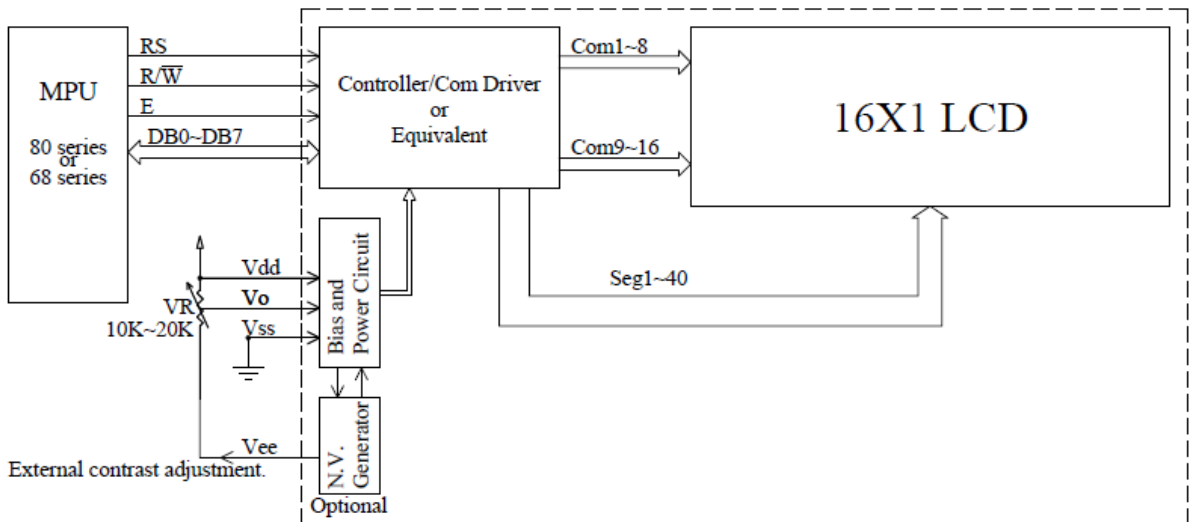 MPU
80 series
or
68 series
RS
R/W̅
E
DB0~DB7
Controller/Com Driver
or
Equivalent
Com1~8
Com9~16
16X1 LCD
Seg1~40
Vdd
Vo
Vss
VR
10K~20K
Bias and
Power Circuit
N.V.
Generator
Vee
External contrast adjustment.
Optional